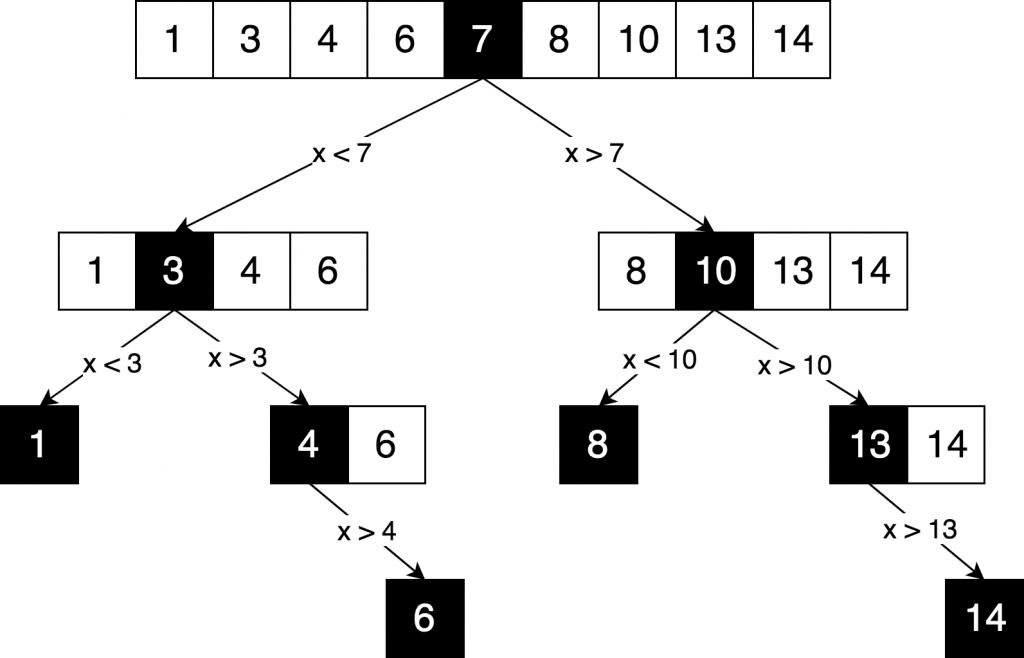 1 3 4 6 7 8 10 13 14
x < 7 x > 7
1 3 4 6 8 10 13 14
x < 3 x > 3 x < 10 x > 10
1 4 6 8 13 14
x > 4 x > 13
6 14